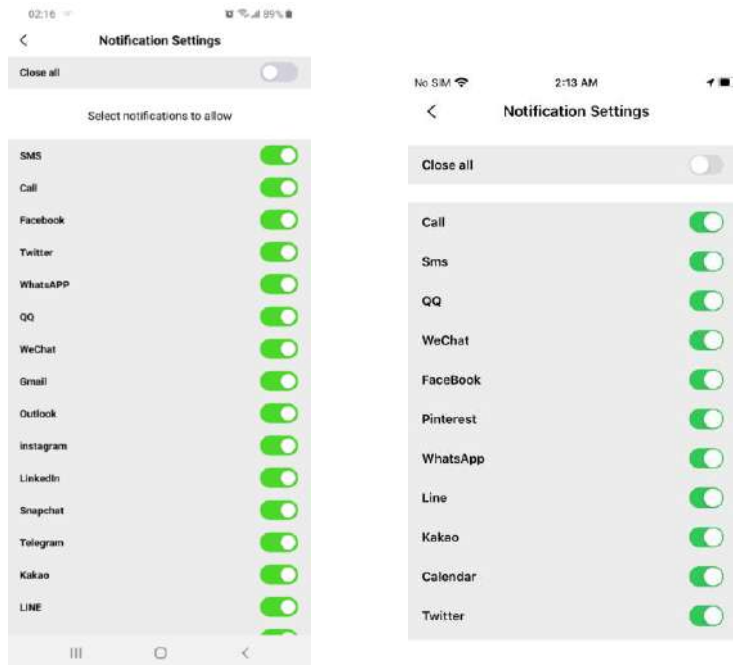 02:16
89%
Notification Settings
Close all
Select notifications to allow
SMS
Call
Facebook
Twitter
WhatsAPP
QQ
WeChat
Gmail
Outlook
instagram
LinkedIn
Snapchat
Telegram
Kakao
LINE
No SIM
2:13 AM
Notification Settings
Close all
Call
Sms
QQ
WeChat
FaceBook
Pinterest
WhatsApp
Line
Kakao
Calendar
Twitter